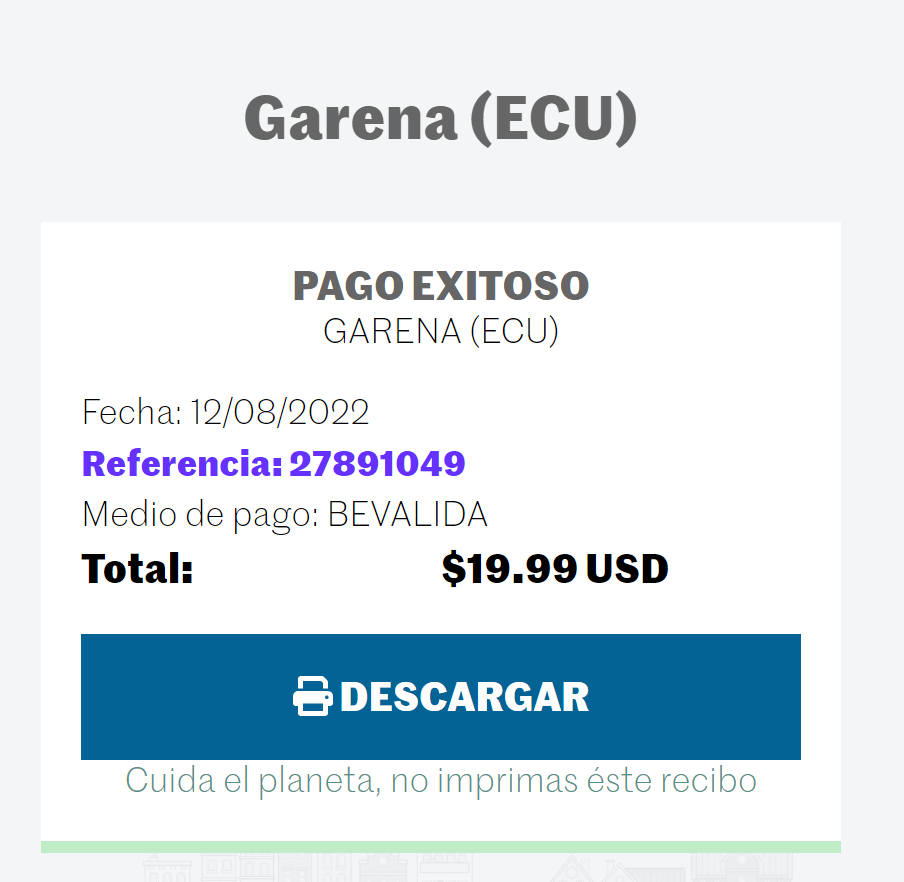 Garena (ECU)
PAGO EXITOSO
GARENA (ECU)
Fecha: 12/08/2022
Referencia: 27891049
Medio de pago: BEVALIDA
Total: $19.99 USD
DESCARGAR
Cuida el planeta, no imprimas éste recibo